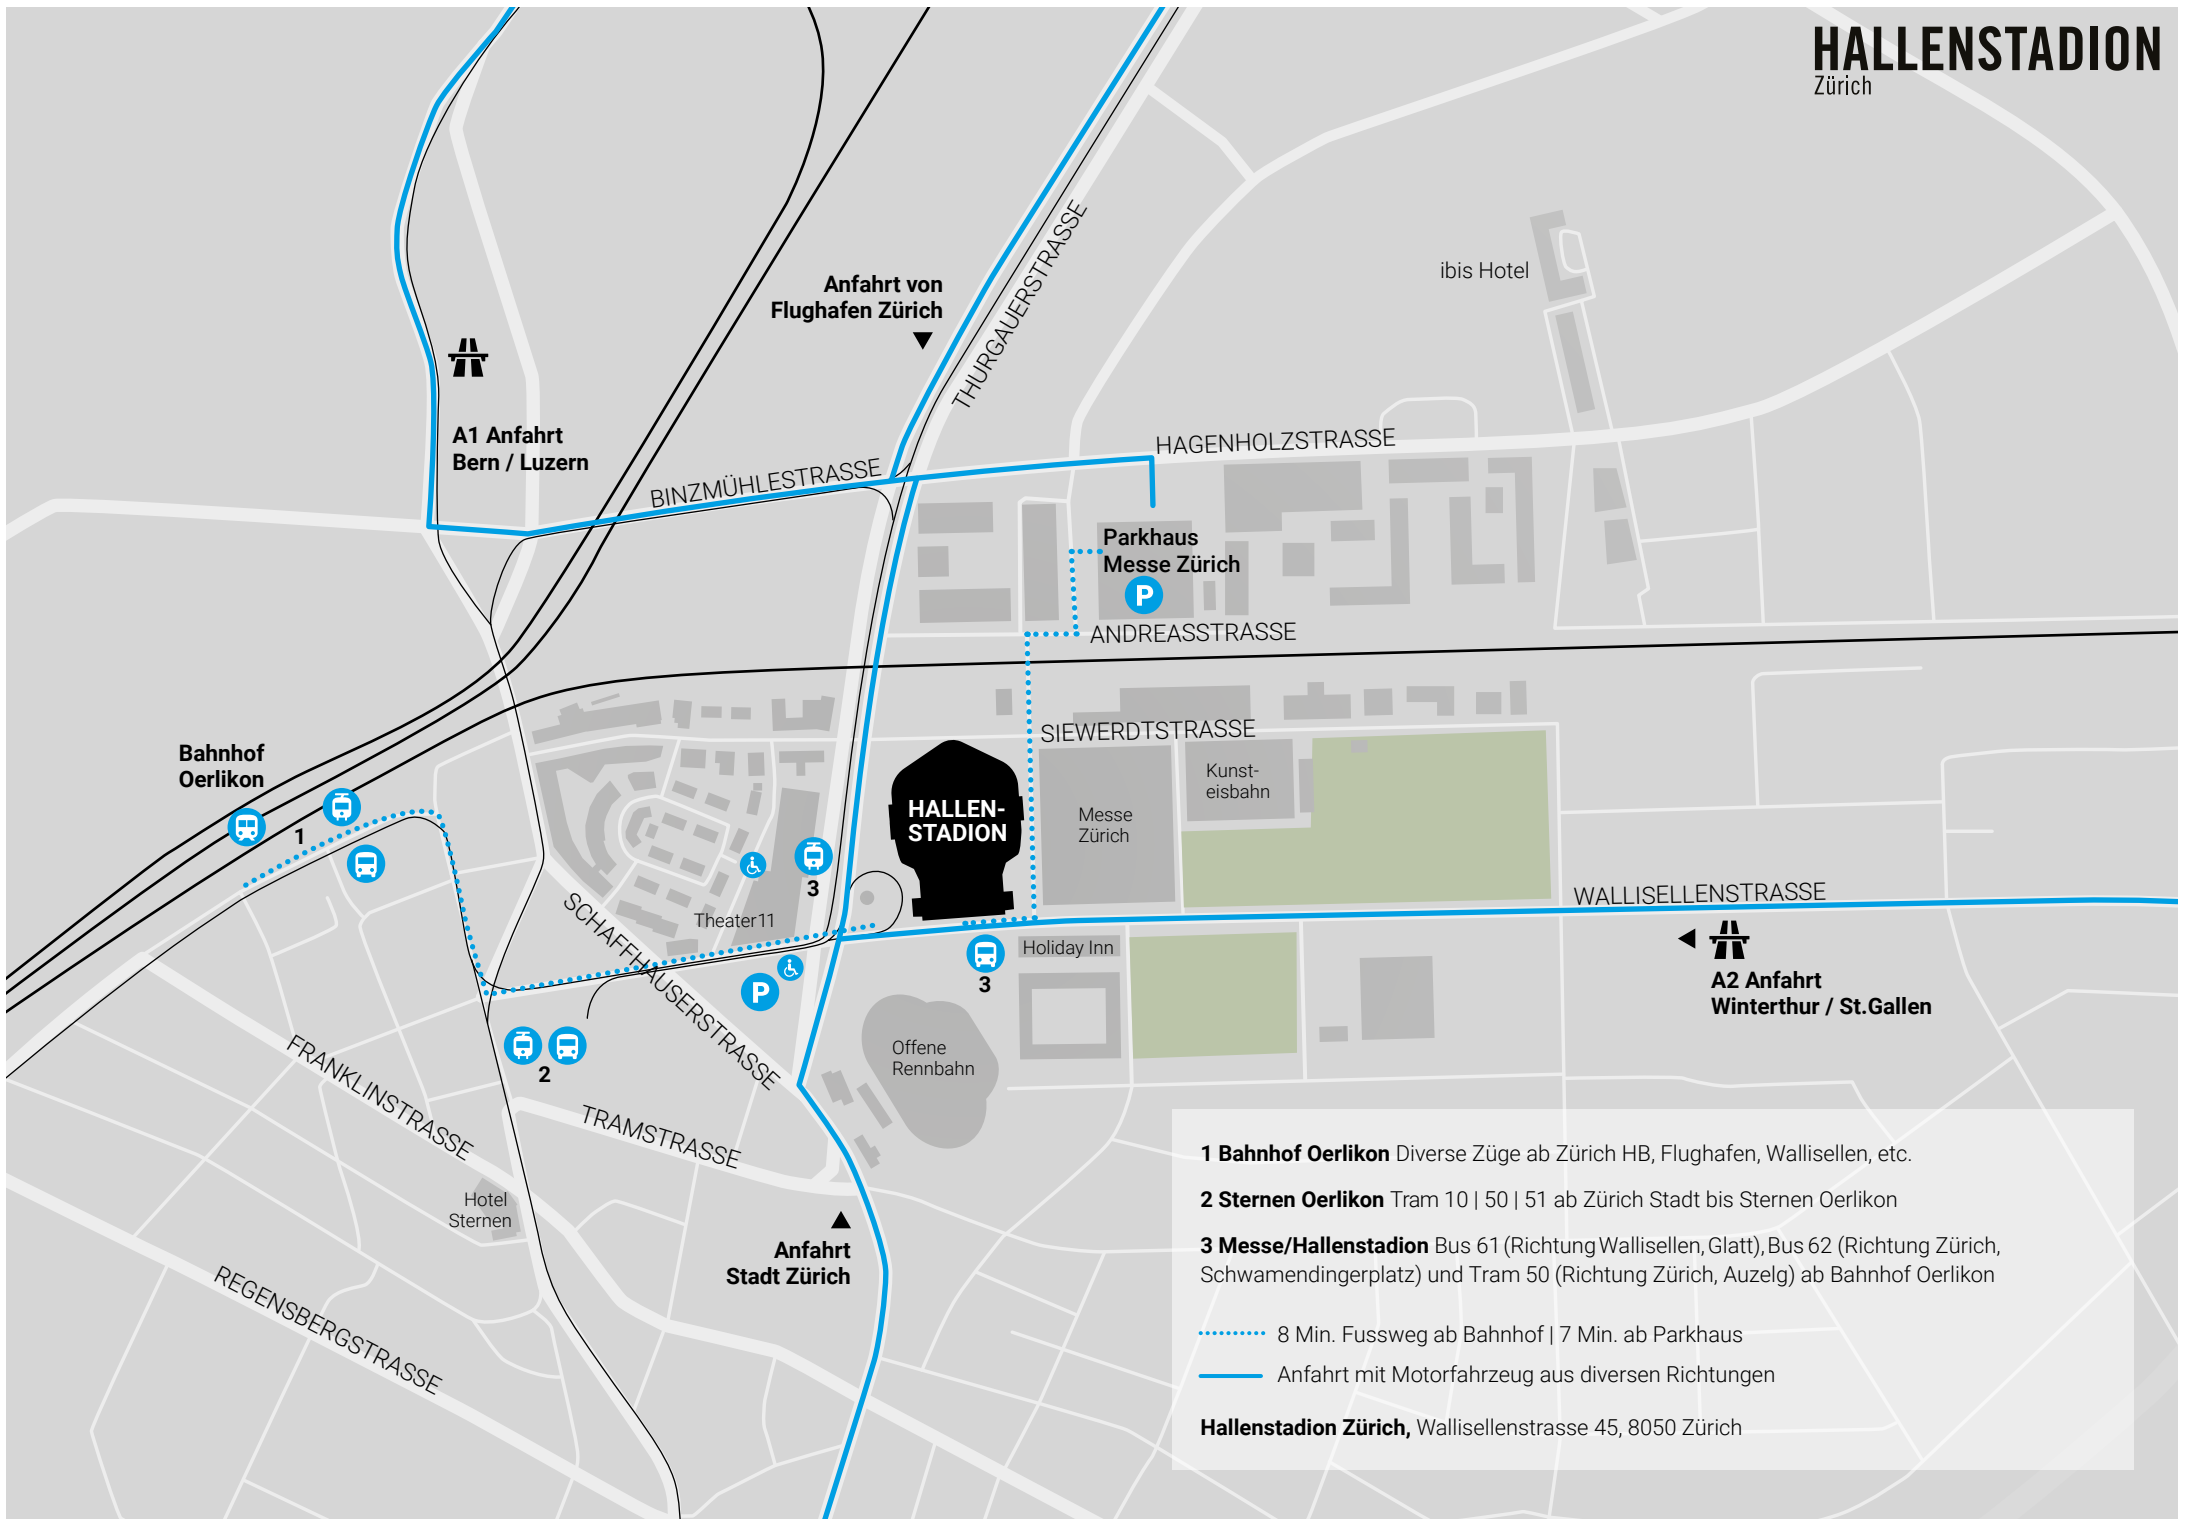 HALLENSTADION
Zürich
ibis Hotel
Anfahrt von
Flughafen Zürich
THURGAUERSTRASSE
A1 Anfahrt
Bern / Luzern
BINZMÜHLESTRASSE
HAGENHOLZSTRASSE
Parkhaus
Messe Zürich
P
ANDREASSTRASSE
SIEWERDTSTRASSE
Bahnhof
Oerlikon
1
HALLEN-
STADION
Kunst-
eisbahn
Messe
Zürich
3
WALLISELLENSTRASSE
Theater11
SCHAFFHAUSERSTRASSE
Holiday Inn
3
P
A2 Anfahrt
Winterthur / St.Gallen
2
Offene
Rennbahn
FRANKLINSTRASSE
TRAMSTRASSE
Hotel
Sternen
Anfahrt
Stadt Zürich
REGENSBERGSTRASSE
1 Bahnhof Oerlikon Diverse Züge ab Zürich HB, Flughafen, Wallisellen, etc.
2 Sternen Oerlikon Tram 10 | 50 | 51 ab Zürich Stadt bis Sternen Oerlikon
3 Messe/Hallenstadion Bus 61 (Richtung Wallisellen, Glatt), Bus 62 (Richtung Zürich,
Schwamendingerplatz) und Tram 50 (Richtung Zürich, Auzelg) ab Bahnhof Oerlikon
8 Min. Fussweg ab Bahnhof | 7 Min. ab Parkhaus
Anfahrt mit Motorfahrzeug aus diversen Richtungen
Hallenstadion Zürich, Wallisellenstrasse 45, 8050 Zürich